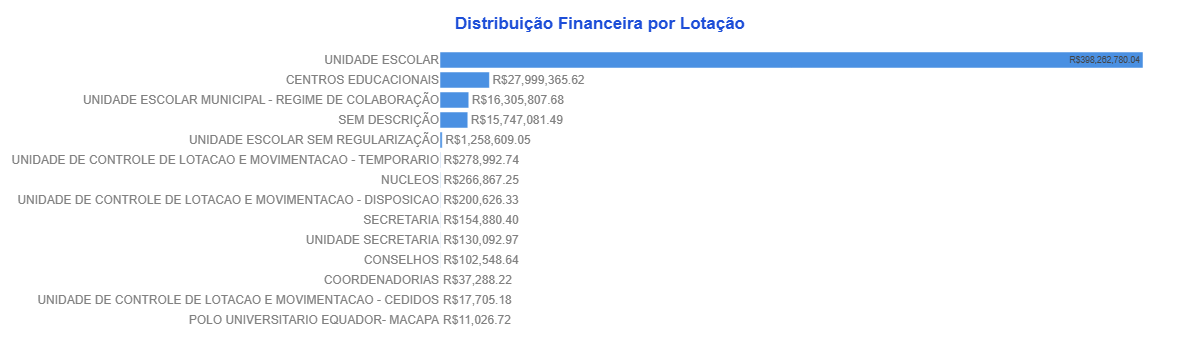 Distribuição Financeira por Lotação
UNIDADE ESCOLAR R$398,262,780.04
CENTROS EDUCACIONAIS R$27,999,365.62
UNIDADE ESCOLAR MUNICIPAL - REGIME DE COLABORAÇÃO R$16,305,807.68
SEM DESCRIÇÃO R$15,747,081.49
UNIDADE ESCOLAR SEM REGULARIZAÇÃO R$1,258,609.05
UNIDADE DE CONTROLE DE LOTACAO E MOVIMENTACAO - TEMPORARIO R$278,992.74
NUCLEOS R$266,867.25
UNIDADE DE CONTROLE DE LOTACAO E MOVIMENTACAO - DISPOSICAO R$200,626.33
SECRETARIA R$154,880.40
UNIDADE SECRETARIA R$130,092.97
CONSELHOS R$102,548.64
COORDENADORIAS R$37,288.22
UNIDADE DE CONTROLE DE LOTACAO E MOVIMENTACAO - CEDIDOS R$17,705.18
POLO UNIVERSITARIO EQUADOR- MACAPA R$11,026.72